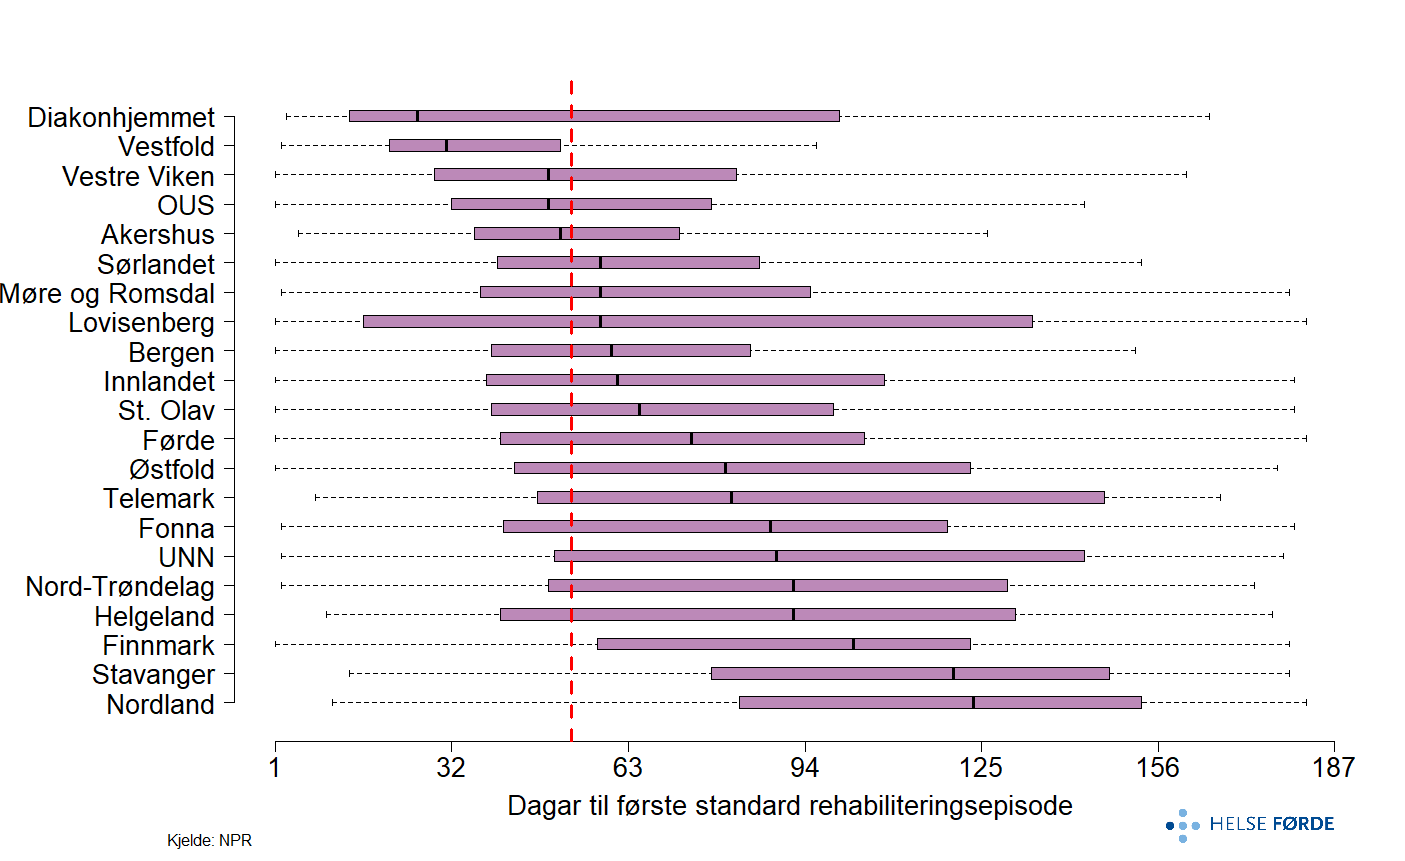 Diakonhjemmet
Vestfold
Vestre Viken
OUS
Akershus
Sørlandet
Møre og Romsdal
Lovisenberg
Bergen
Innlandet
St. Olav
Førde
Østfold
Telemark
Fonna
UNN
Nord-Trøndelag
Helgeland
Finnmark
Stavanger
Nordland
1 32 63 94 125 156 187
Dagar til første standard rehabiliteringsepisode
HELSE FØRDE
Kjelde: NPR